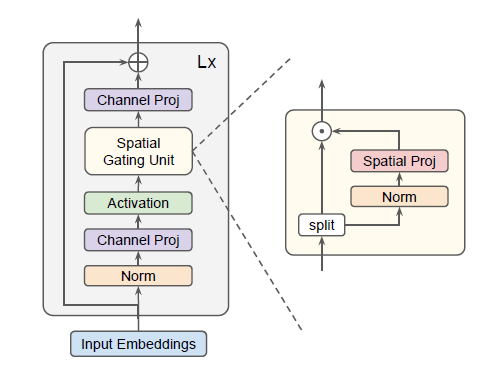 Lx
Channel Proj
Spatial
Gating Unit
Activation
Channel Proj
Norm
Input Embeddings
Spatial Proj
Norm
split